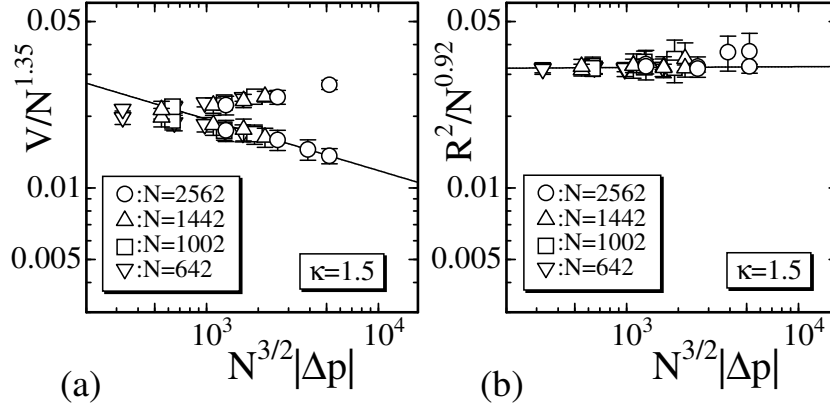 0.05
V/N^1.35
0.01
0.005
○:N=2562
△:N=1442
□:N=1002
▽:N=642
κ=1.5
10^3
10^4
N^3/2|Δp|
(a)
0.05
R^2/N^0.92
0.01
0.005
○:N=2562
△:N=1442
□:N=1002
▽:N=642
κ=1.5
10^3
10^4
N^3/2|Δp|
(b)